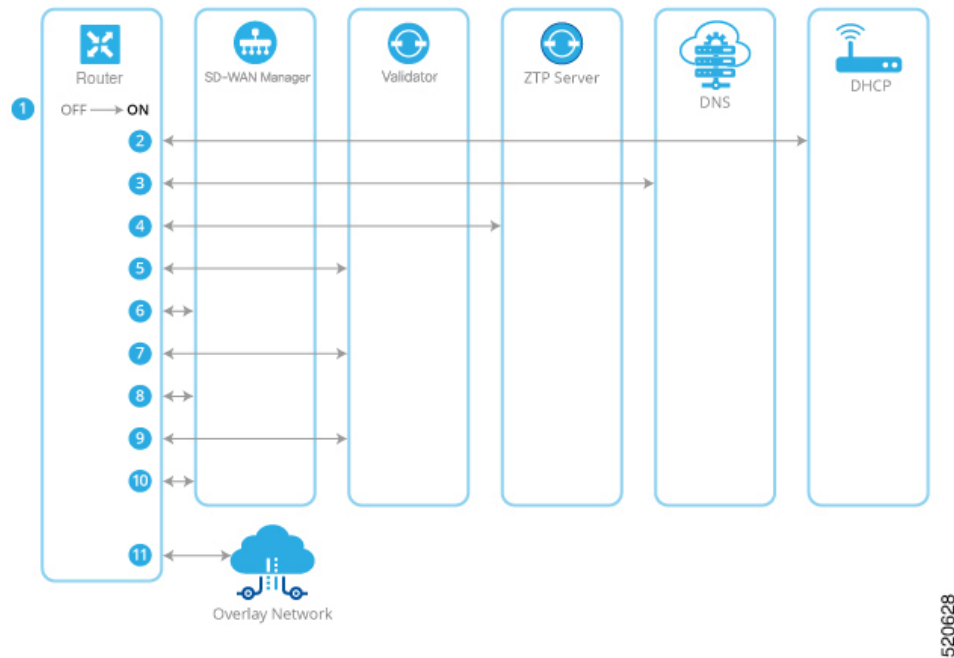 Router
SD-WAN Manager
Validator
ZTP Server
DNS
DHCP
1 OFF ON
2
3
4
5
6
7
8
9
10
11
Overlay Network
520628